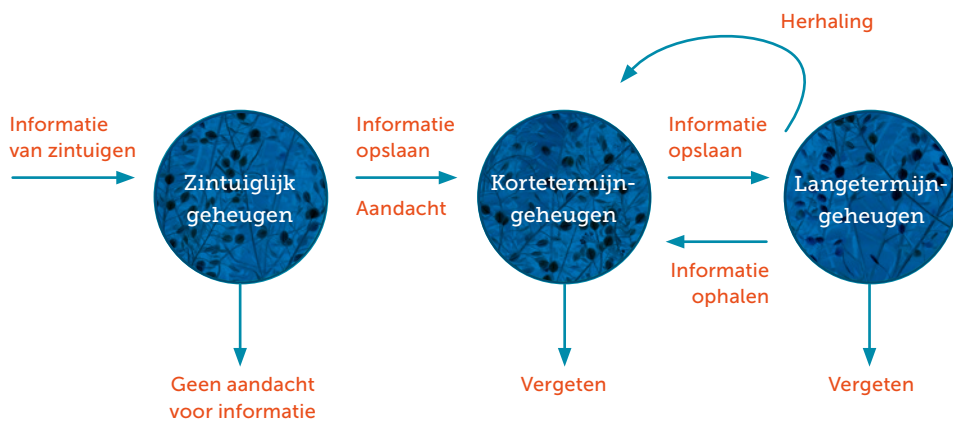 Herhaling
Informatie
van zintuigen
Zintuiglijk
geheugen
Informatie
opslaan
Aandacht
Kortetermijn-
geheugen
Informatie
opslaan
Informatie
ophalen
Langetermijn-
geheugen
Geen aandacht
voor informatie
Vergeten
Vergeten